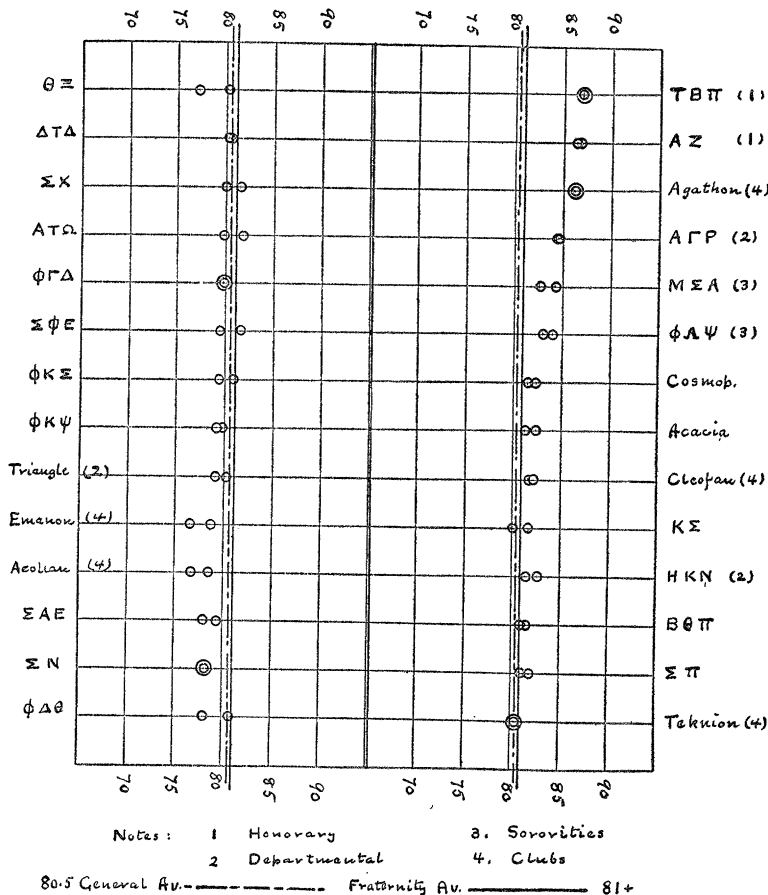 70 75 80 85 90 70 75 80 85 90
ΘΞ ΤΒΠ (1)
ΔΤΔ ΑΖ (1)
ΣΧ Agathon (4)
ΑΤΩ ΑΓΡ (2)
ΦΓΔ ΜΣΑ (3)
ΣΦΕ ΦΛΨ (3)
ΦΚΣ Cosmop.
ΦΚΨ Acacia
Triangle (2) Cleofan (4)
Emanon (4) ΚΣ
Aeolian (4) ΗΚΝ (2)
ΣΑΕ ΒΘΠ
ΣΝ ΣΠ
ΦΔΘ Teknion (4)
70 75 80 85 90 70 75 80 85 90
Notes: 1 Honorary 3. Sororities
2 Departmental 4. Clubs
80.5 General Av. Fraternity Av. 81+